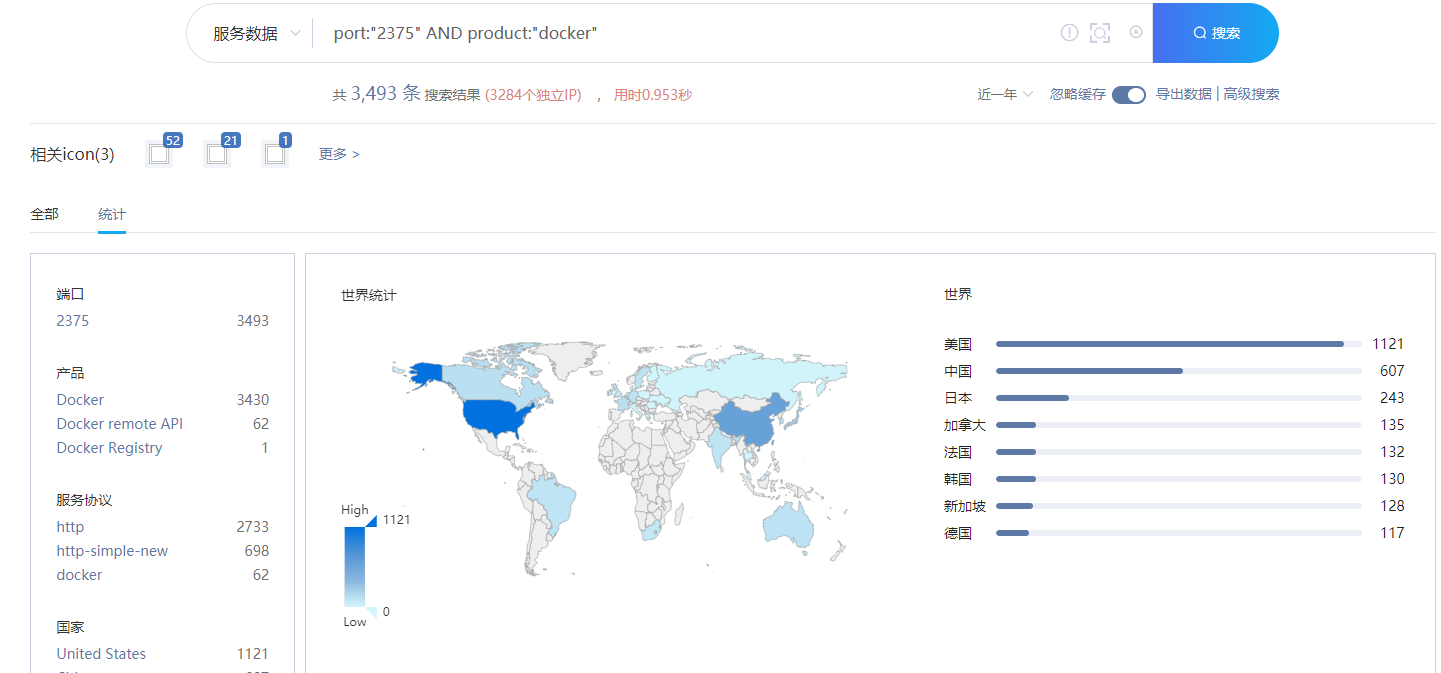 服务数据 port:"2375" AND product:"docker" 搜索
共 3,493 条 搜索结果 (3284个独立IP) ， 用时0.953秒 近一年 忽略缓存 导出数据 | 高级搜索
相关icon(3) 52 21 1 更多 >
全部 统计
端口
2375 3493
产品
Docker 3430
Docker remote API 62
Docker Registry 1
服务协议
http 2733
http-simple-new 698
docker 62
国家
United States 1121
世界统计
High
1121
0
Low
世界
美国 1121
中国 607
日本 243
加拿大 135
法国 132
韩国 130
新加坡 128
德国 117